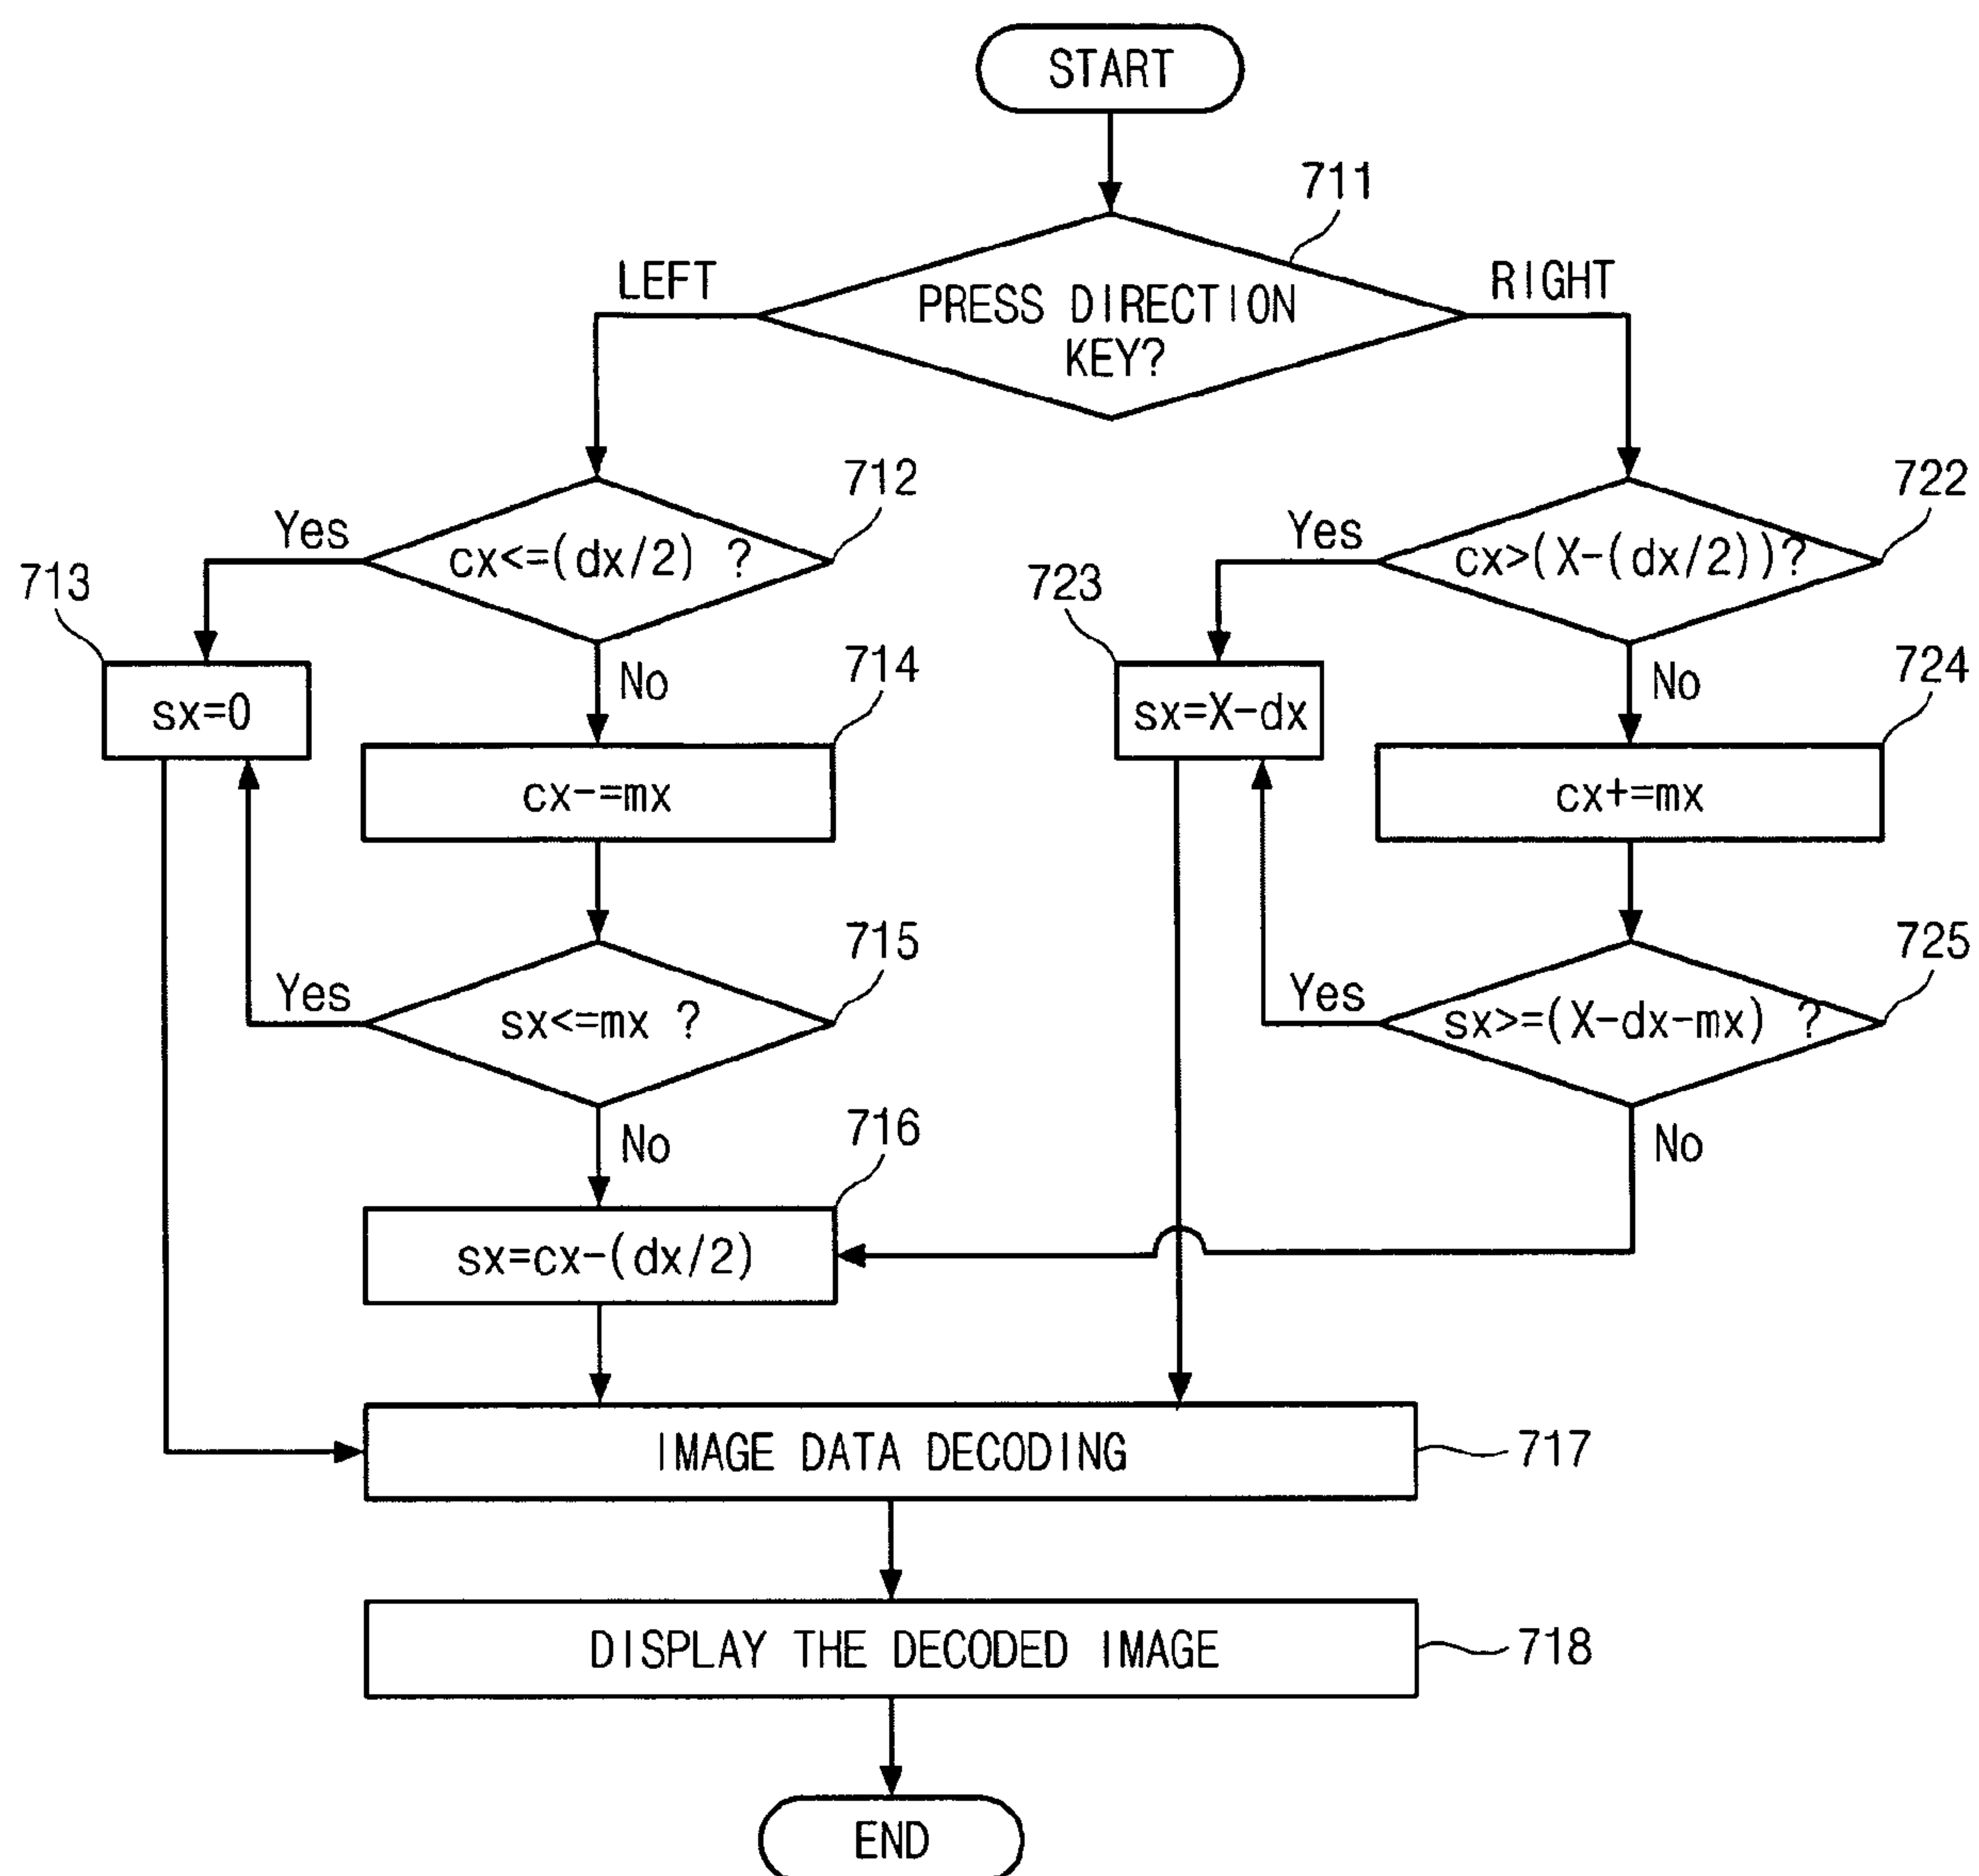 START
711
LEFT
RIGHT
PRESS DIRECTION
KEY?
712
722
Yes
cx<=(dx/2) ?
Yes
cx>(X-(dx/2))?
713
723
No
714
No
724
sx=0
sx=X-dx
cx-=mx
cx+=mx
715
725
Yes
sx<=mx ?
Yes
sx>=(X-dx-mx) ?
No
716
No
sx=cx-(dx/2)
IMAGE DATA DECODING
717
DISPLAY THE DECODED IMAGE
718
END